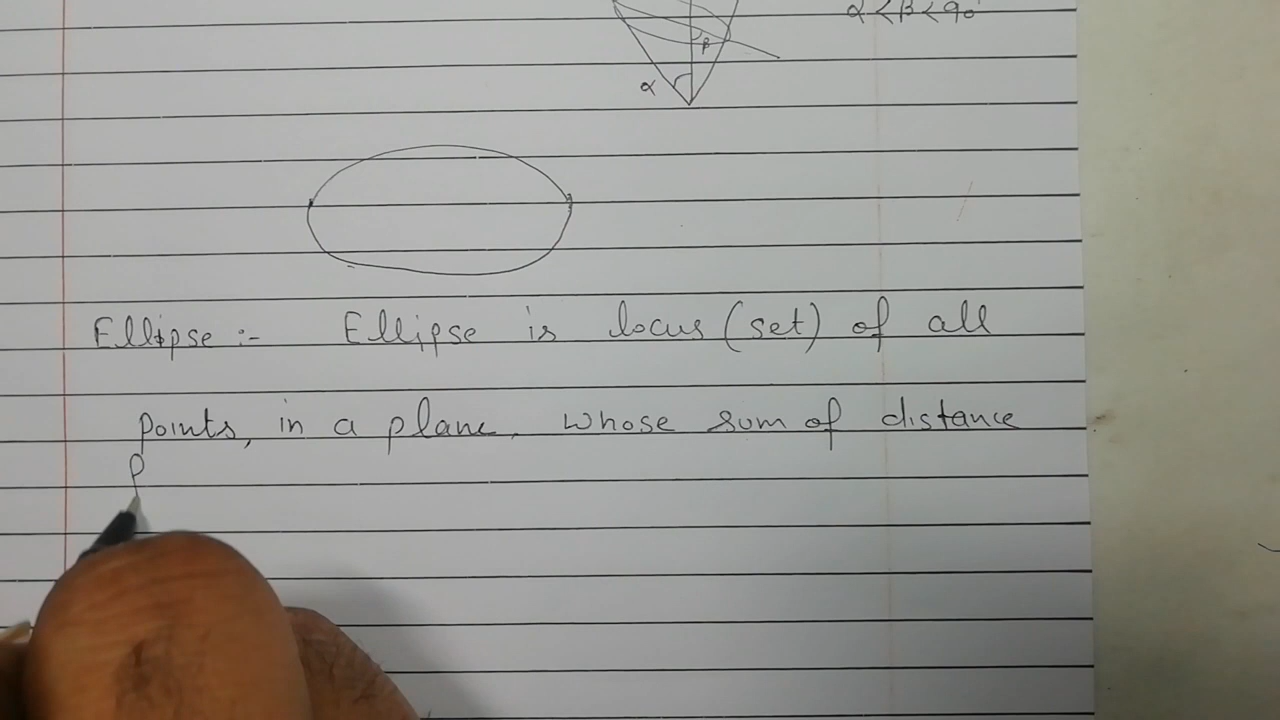 α < β < 90
β
α
Ellipse :- Ellipse is locus (set) of all
points, in a plane, whose sum of distance